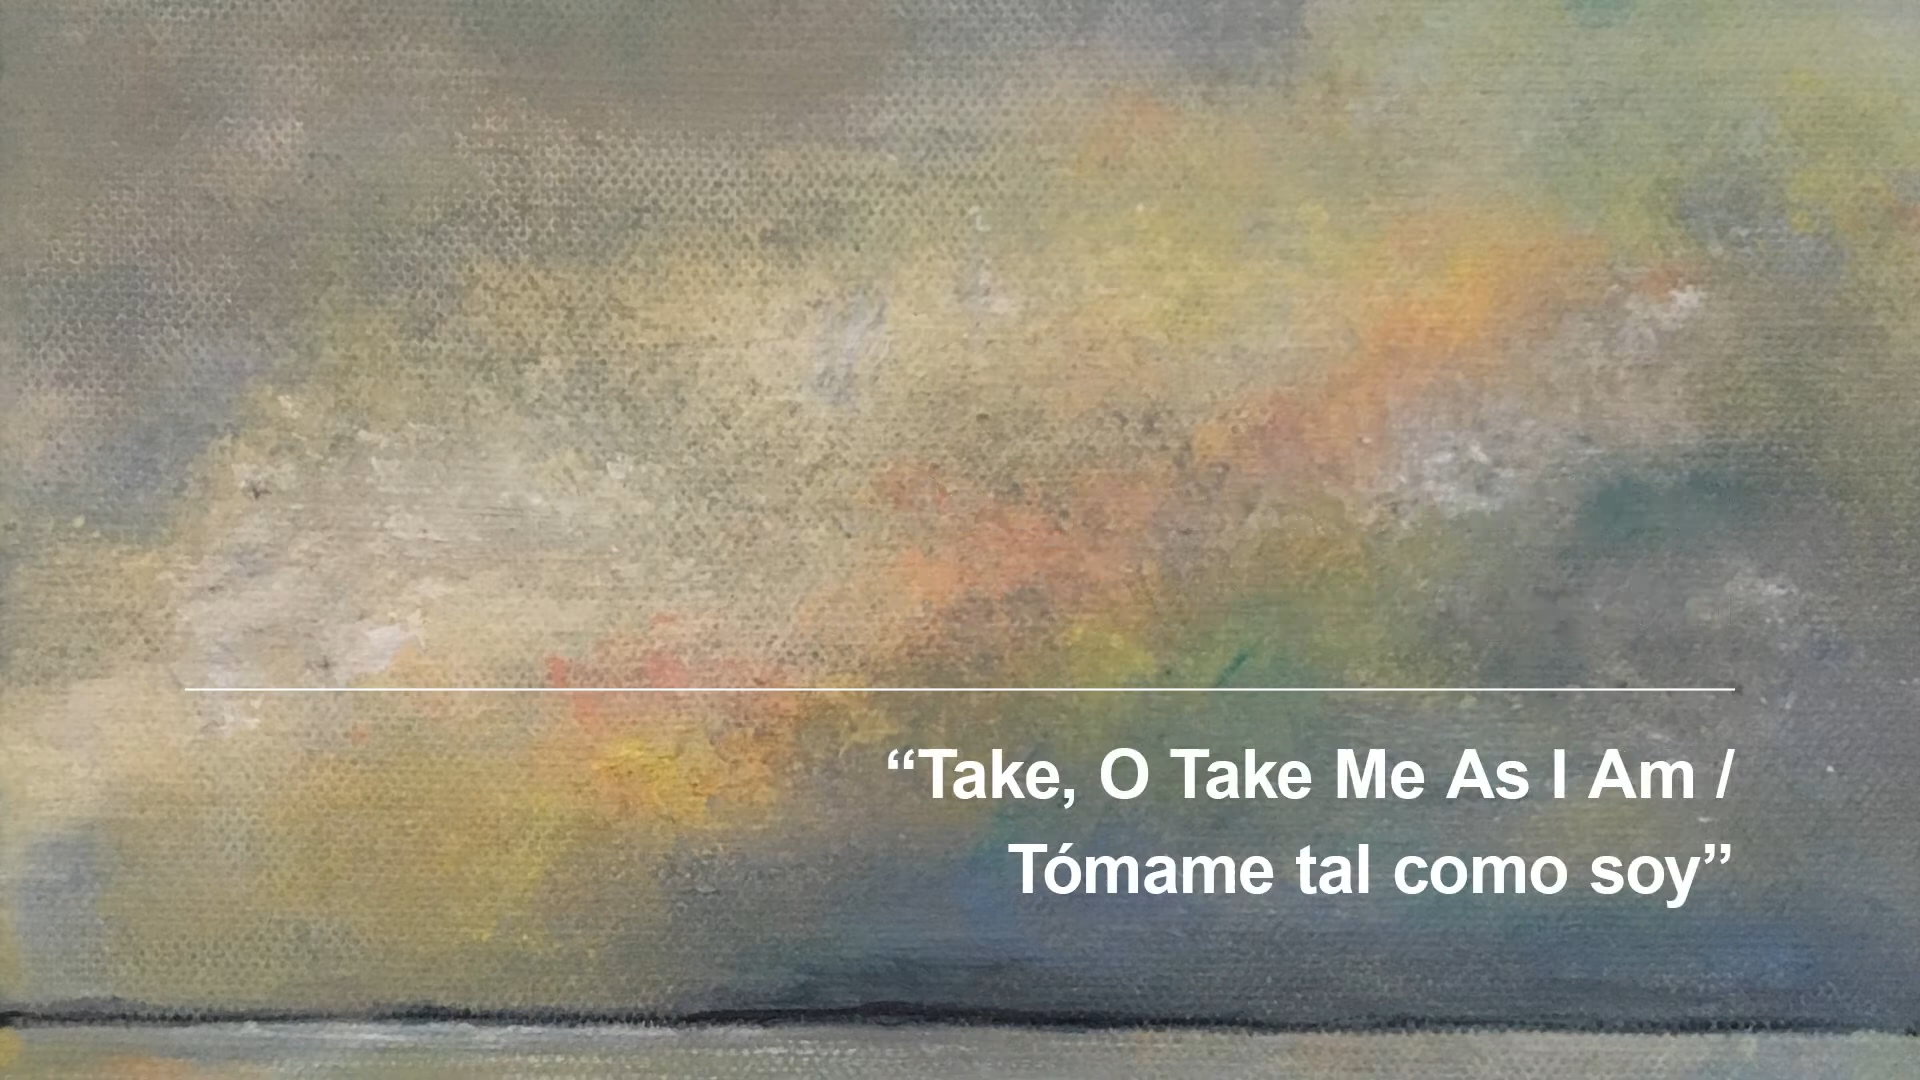 “Take, O Take Me As I Am /
Tómame tal como soy”